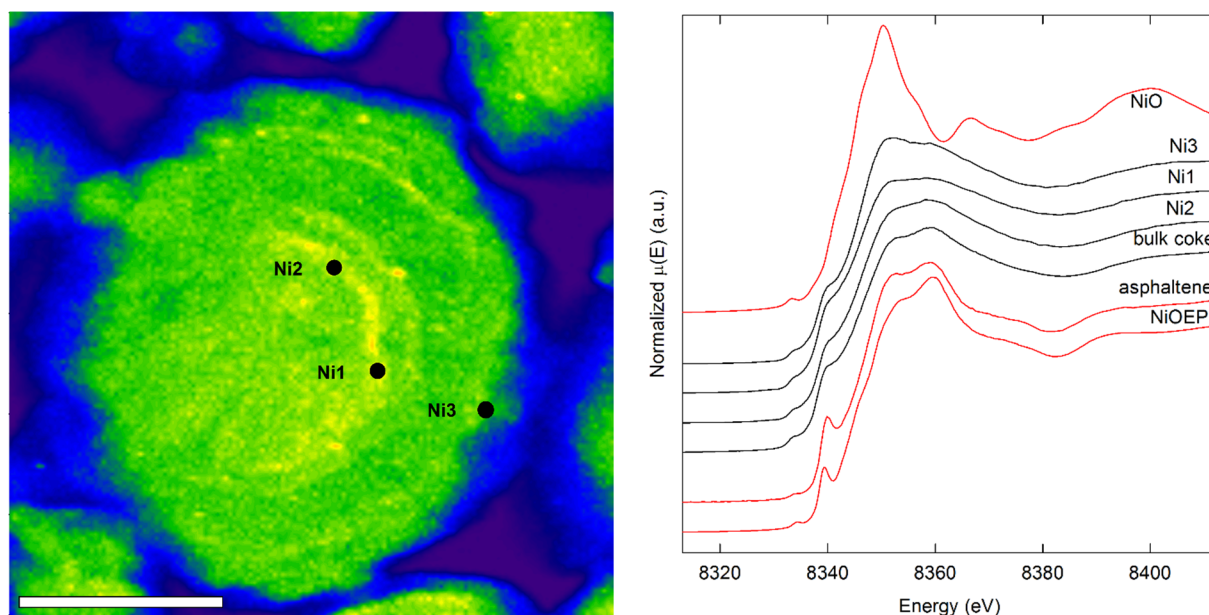 Ni2
Ni1
Ni3
Normalized μ(E) (a.u.)
NiO
Ni3
Ni1
Ni2
bulk coke
asphaltene
NiOEP
8320 8340 8360 8380 8400
Energy (eV)